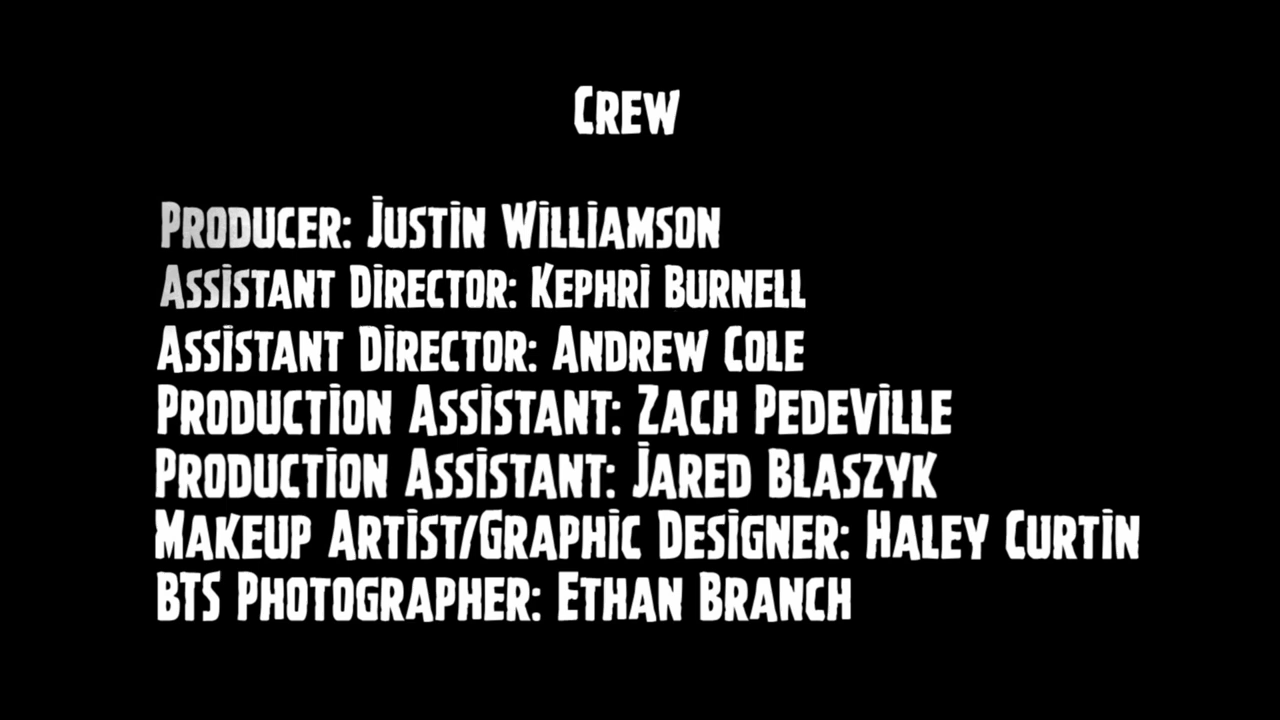 Crew
Producer: Justin Williamson
Assistant Director: Kephri Burnell
Assistant Director: Andrew Cole
Production Assistant: Zach Pedeville
Production Assistant: Jared Blaszyk
Makeup Artist/Graphic Designer: Haley Curtin
BTS Photographer: Ethan Branch